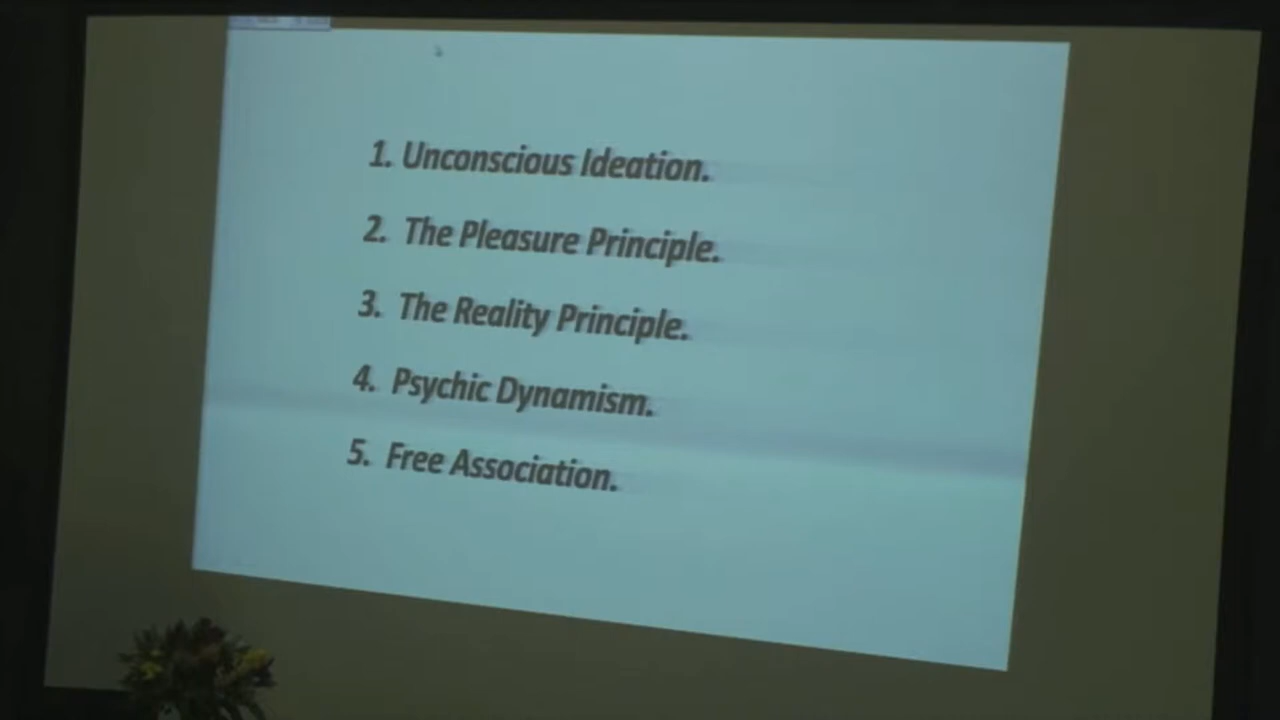 1. Unconscious Ideation.
2. The Pleasure Principle.
3. The Reality Principle.
4. Psychic Dynamism.
5. Free Association.